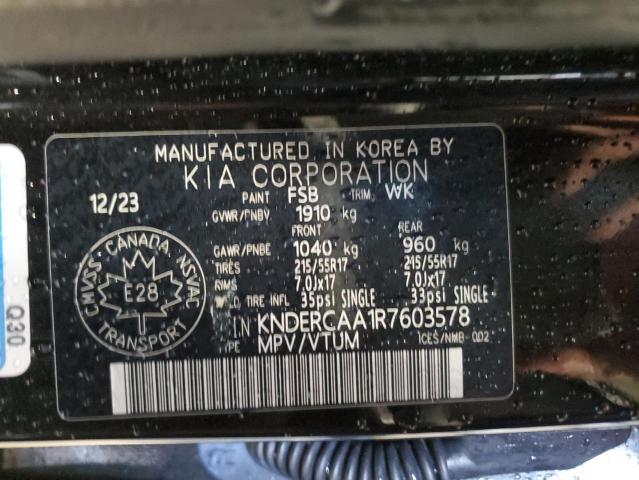 MANUFACTURED IN KOREA BY
KIA CORPORATION
12/23
PAINT FSB TRIM WK
GVWR/PNBV 1910 kg
FRONT REAR
GAWR/PNBE 1040 kg 960 kg
TIRES 215/55R17 215/55R17
RIMS 7.0Jx17 7.0Jx17
COLD TIRE INFL 35psi SINGLE 33psi SINGLE
CANADA
CMVSS NSVAC
E28
TRANSPORT
KNDERCAA1R7603578
MPV/VTUM ICES/NMB-002
Q30